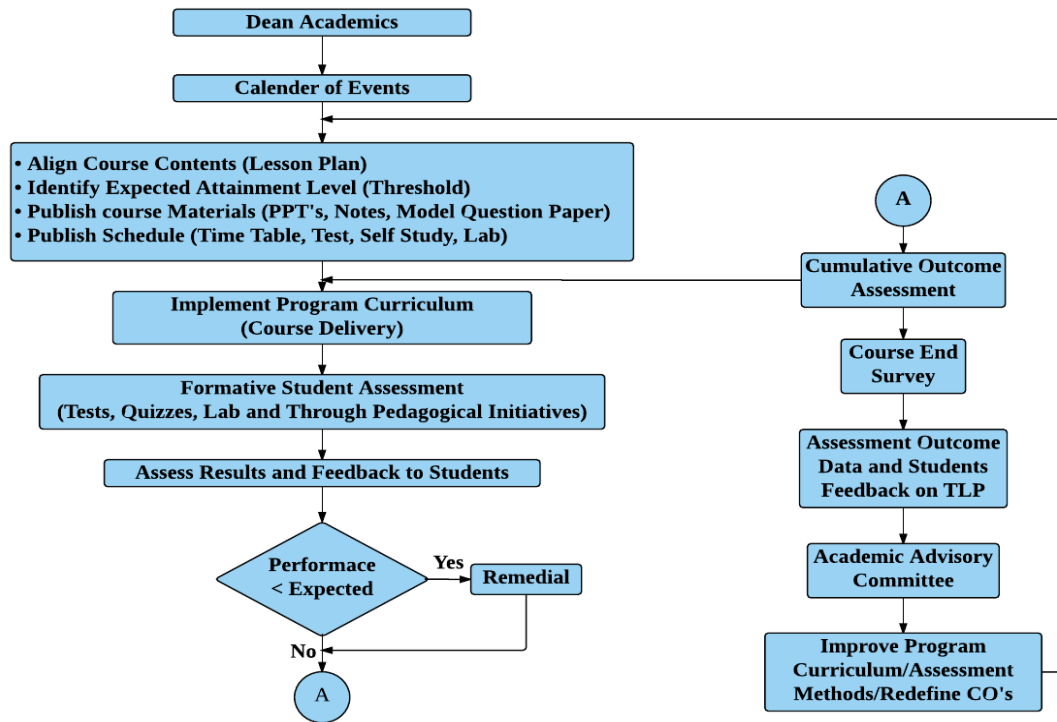 Dean Academics
Calender of Events
• Align Course Contents (Lesson Plan)
• Identify Expected Attainment Level (Threshold)
• Publish course Materials (PPT's, Notes, Model Question Paper)
• Publish Schedule (Time Table, Test, Self Study, Lab)
Implement Program Curriculum
(Course Delivery)
Formative Student Assessment
(Tests, Quizzes, Lab and Through Pedagogical Initiatives)
Assess Results and Feedback to Students
Performace
< Expected
Yes
Remedial
No
A
A
Cumulative Outcome
Assessment
Course End
Survey
Assessment Outcome
Data and Students
Feedback on TLP
Academic Advisory
Committee
Improve Program
Curriculum/Assessment
Methods/Redefine CO's